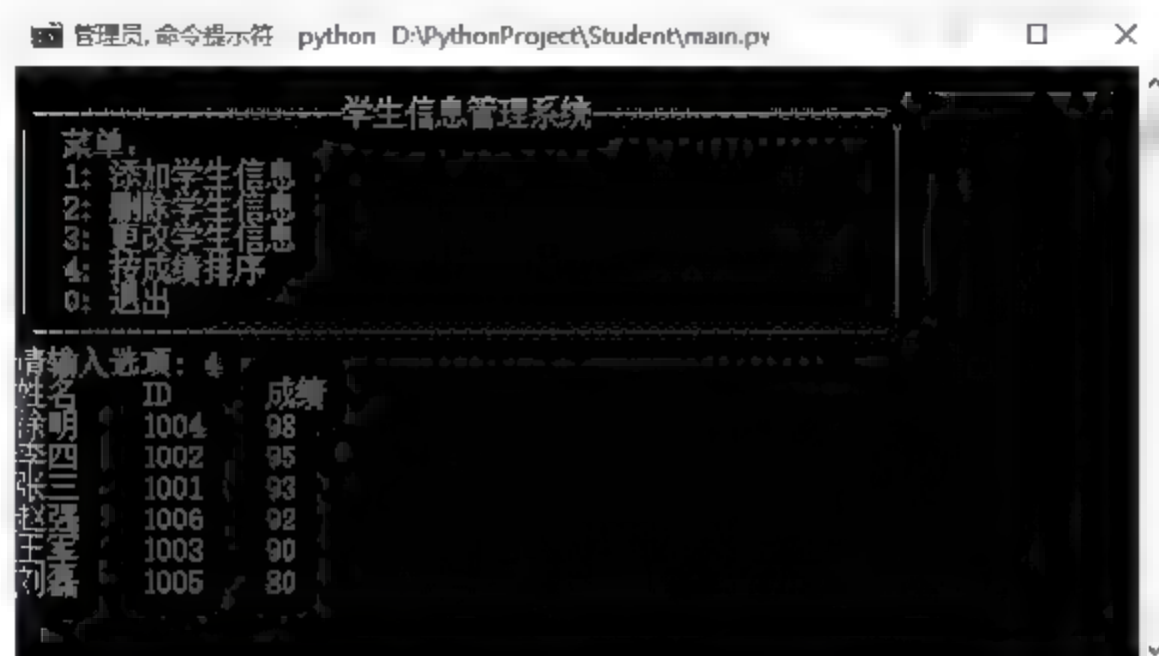 管理员, 命令提示符 python D:\PythonProject\Student\main.py
学生信息管理系统
菜单:
1: 添加学生信息
2: 删除学生信息
3: 更改学生信息
4: 按成绩排序
0: 退出
请输入选项: 4
姓名 ID 成绩
徐明 1004 98
李四 1002 95
张三 1001 93
赵强 1006 92
王军 1003 90
刘磊 1005 80